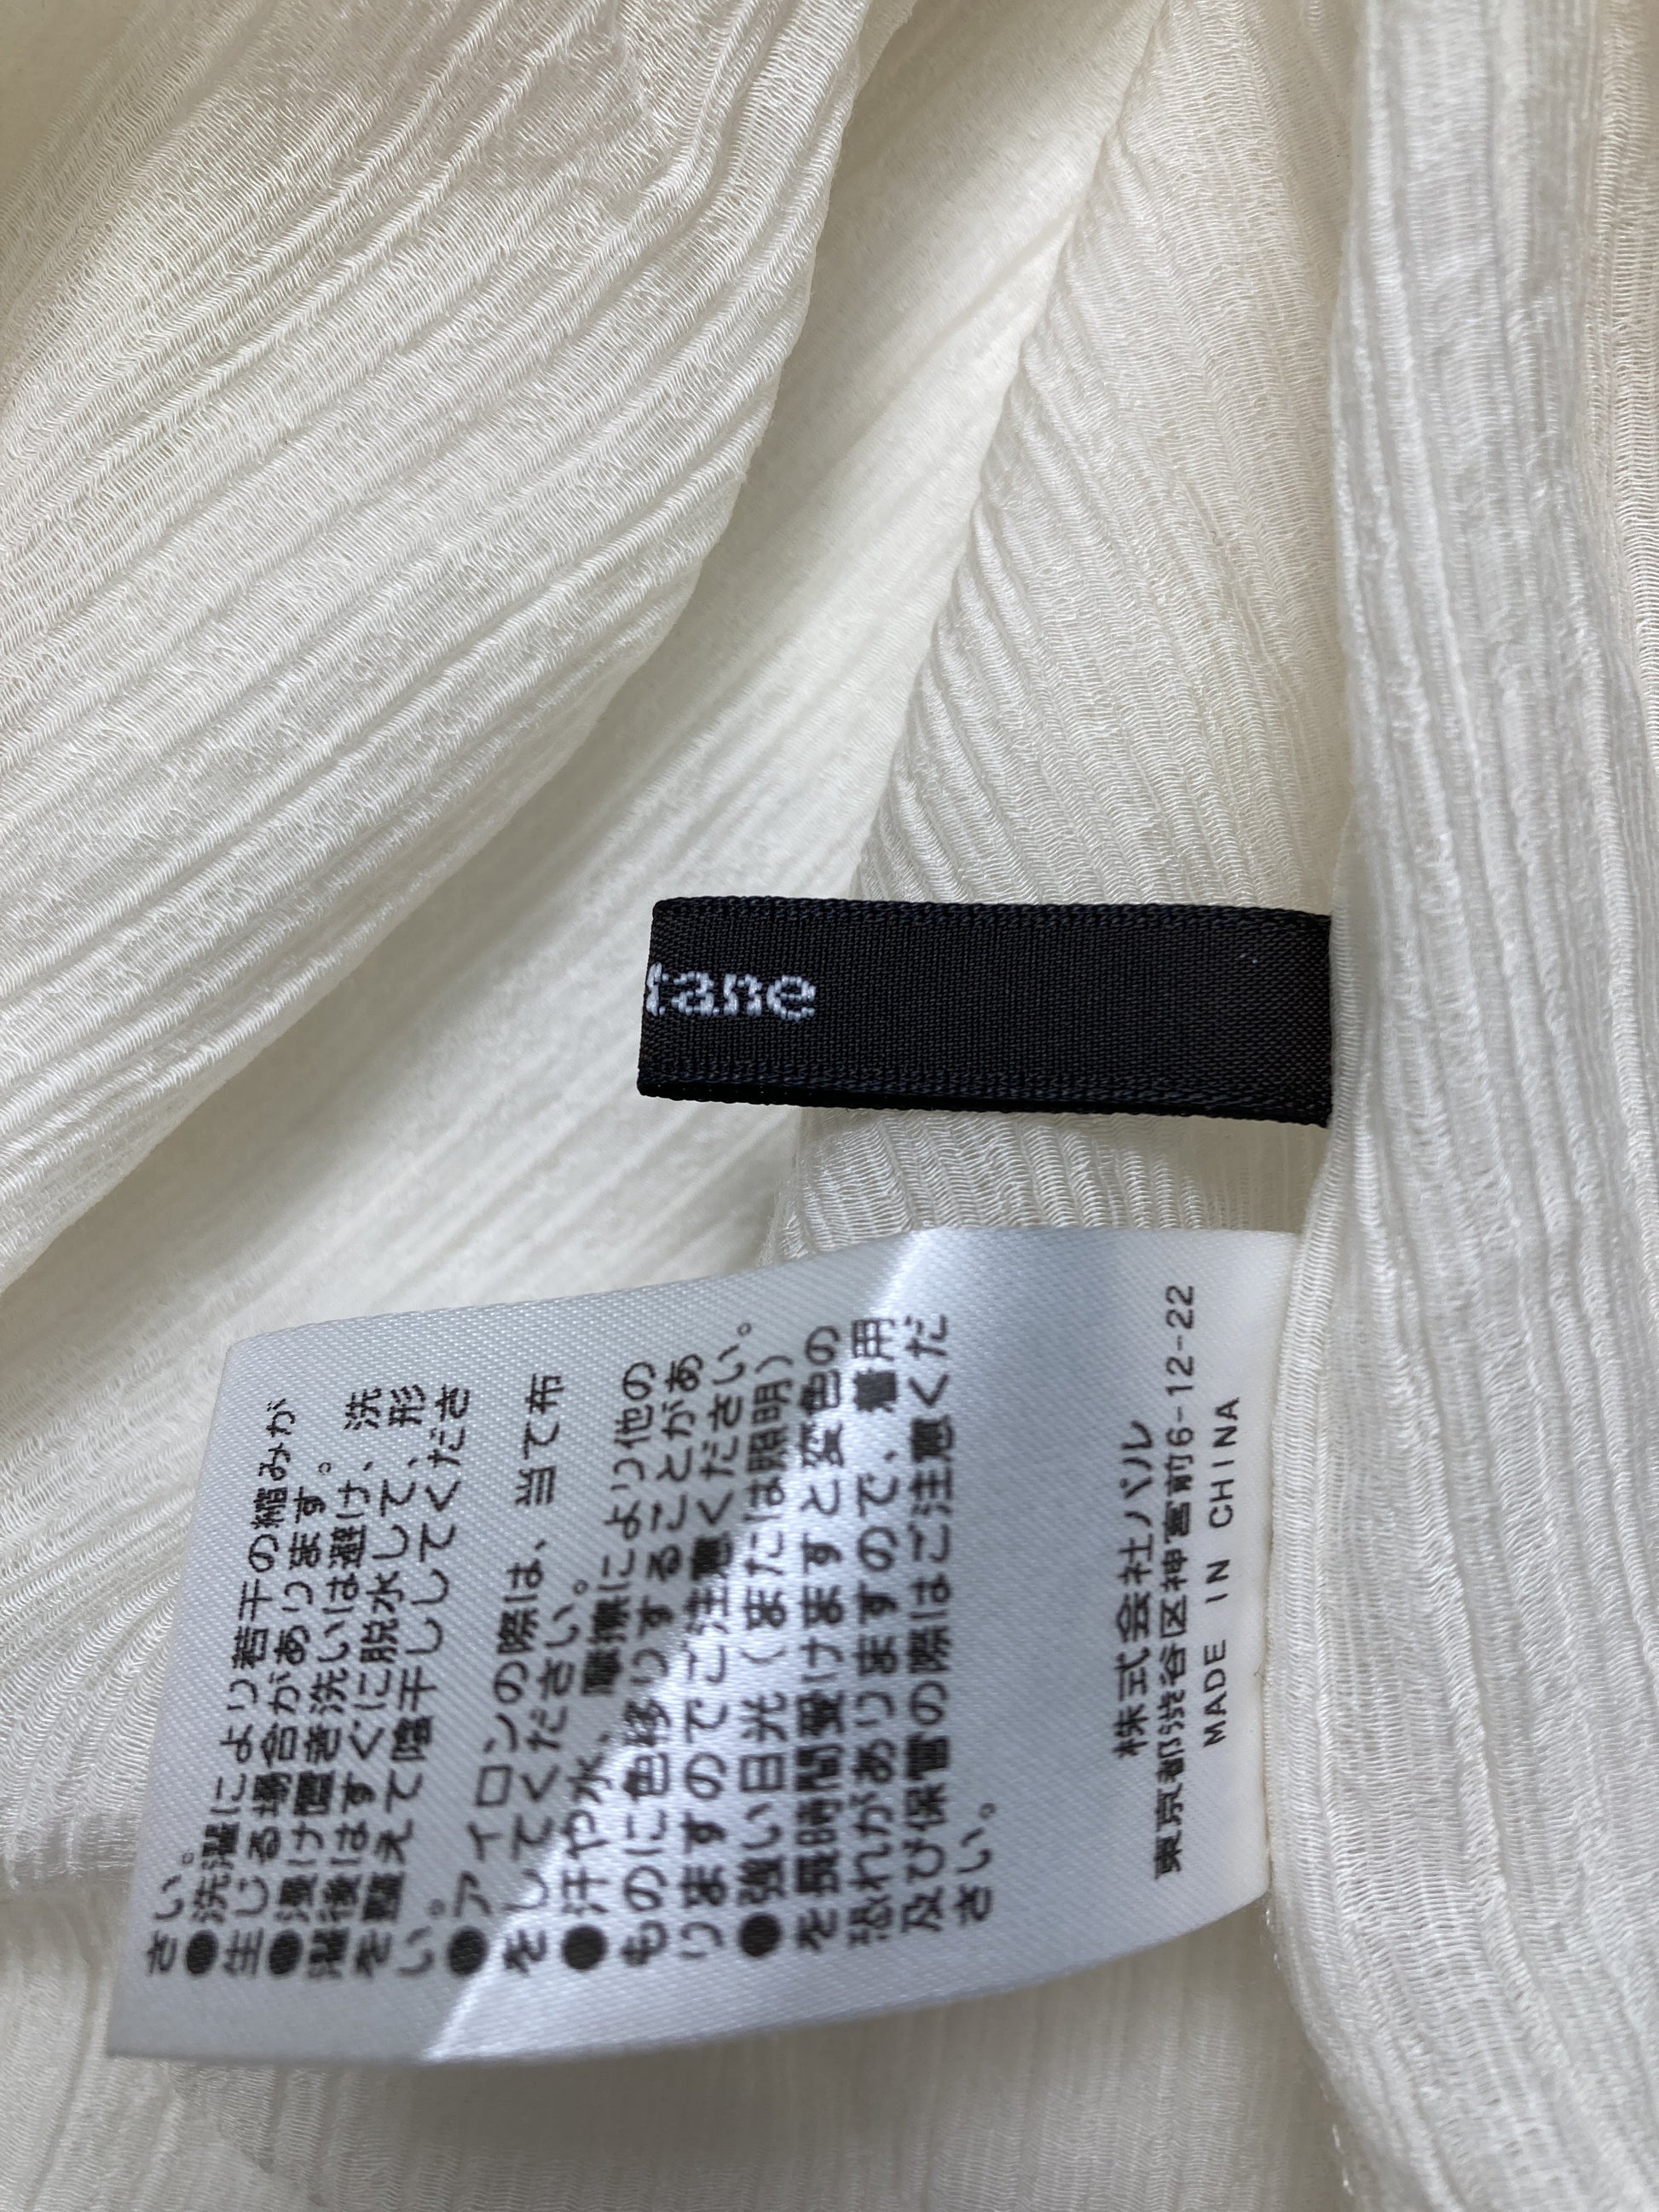 tane
さい。
●洗濯により若干の縮みが
生じる場合があります。
●漬け置き洗いは避け、洗
濯後はすぐに脱水して、形
を整えて陰干ししてくださ
い。
●アイロンの際は、当て布
をしてください。
●汗や水、摩擦により他の
ものに色移りすることがあ
りますのでご注意ください。
●強い日光（または照明）
を長時間受けますと変色の
恐れがありますので、着用
及び保管の際はご注意くだ
さい。
株式会社バル
東京都渋谷区神宮前6-12-22
MADE IN CHINA